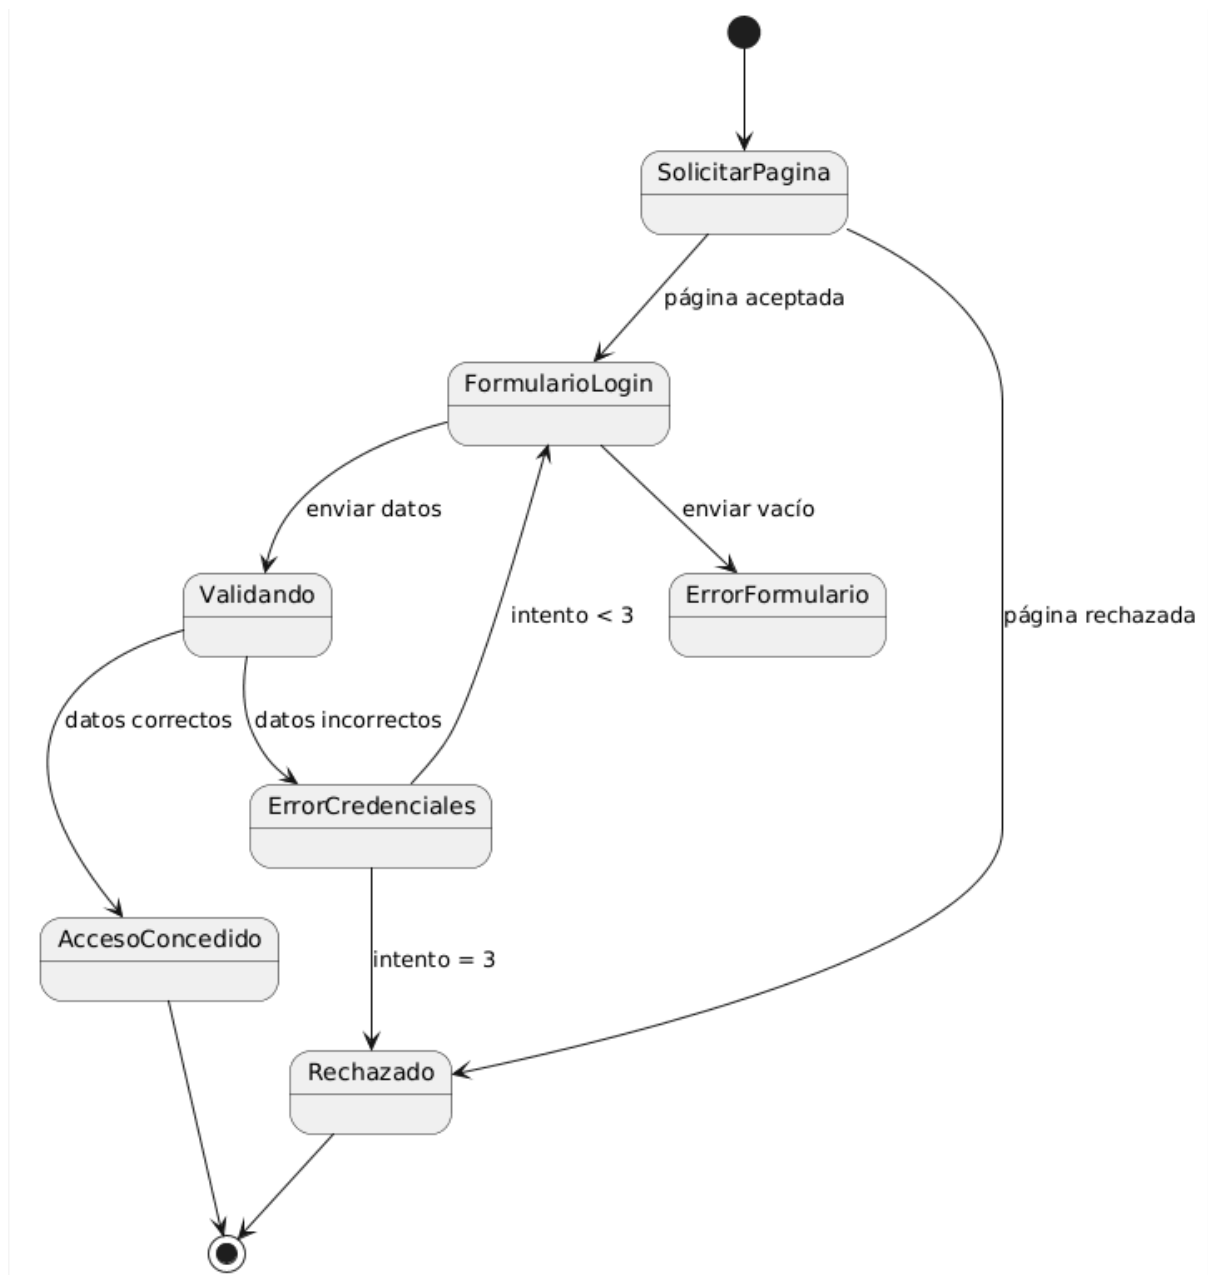 SolicitarPagina
página aceptada
FormularioLogin
enviar datos
enviar vacío
Validando
ErrorFormulario
intento < 3
página rechazada
datos correctos
datos incorrectos
ErrorCredenciales
AccesoConcedido
intento = 3
Rechazado